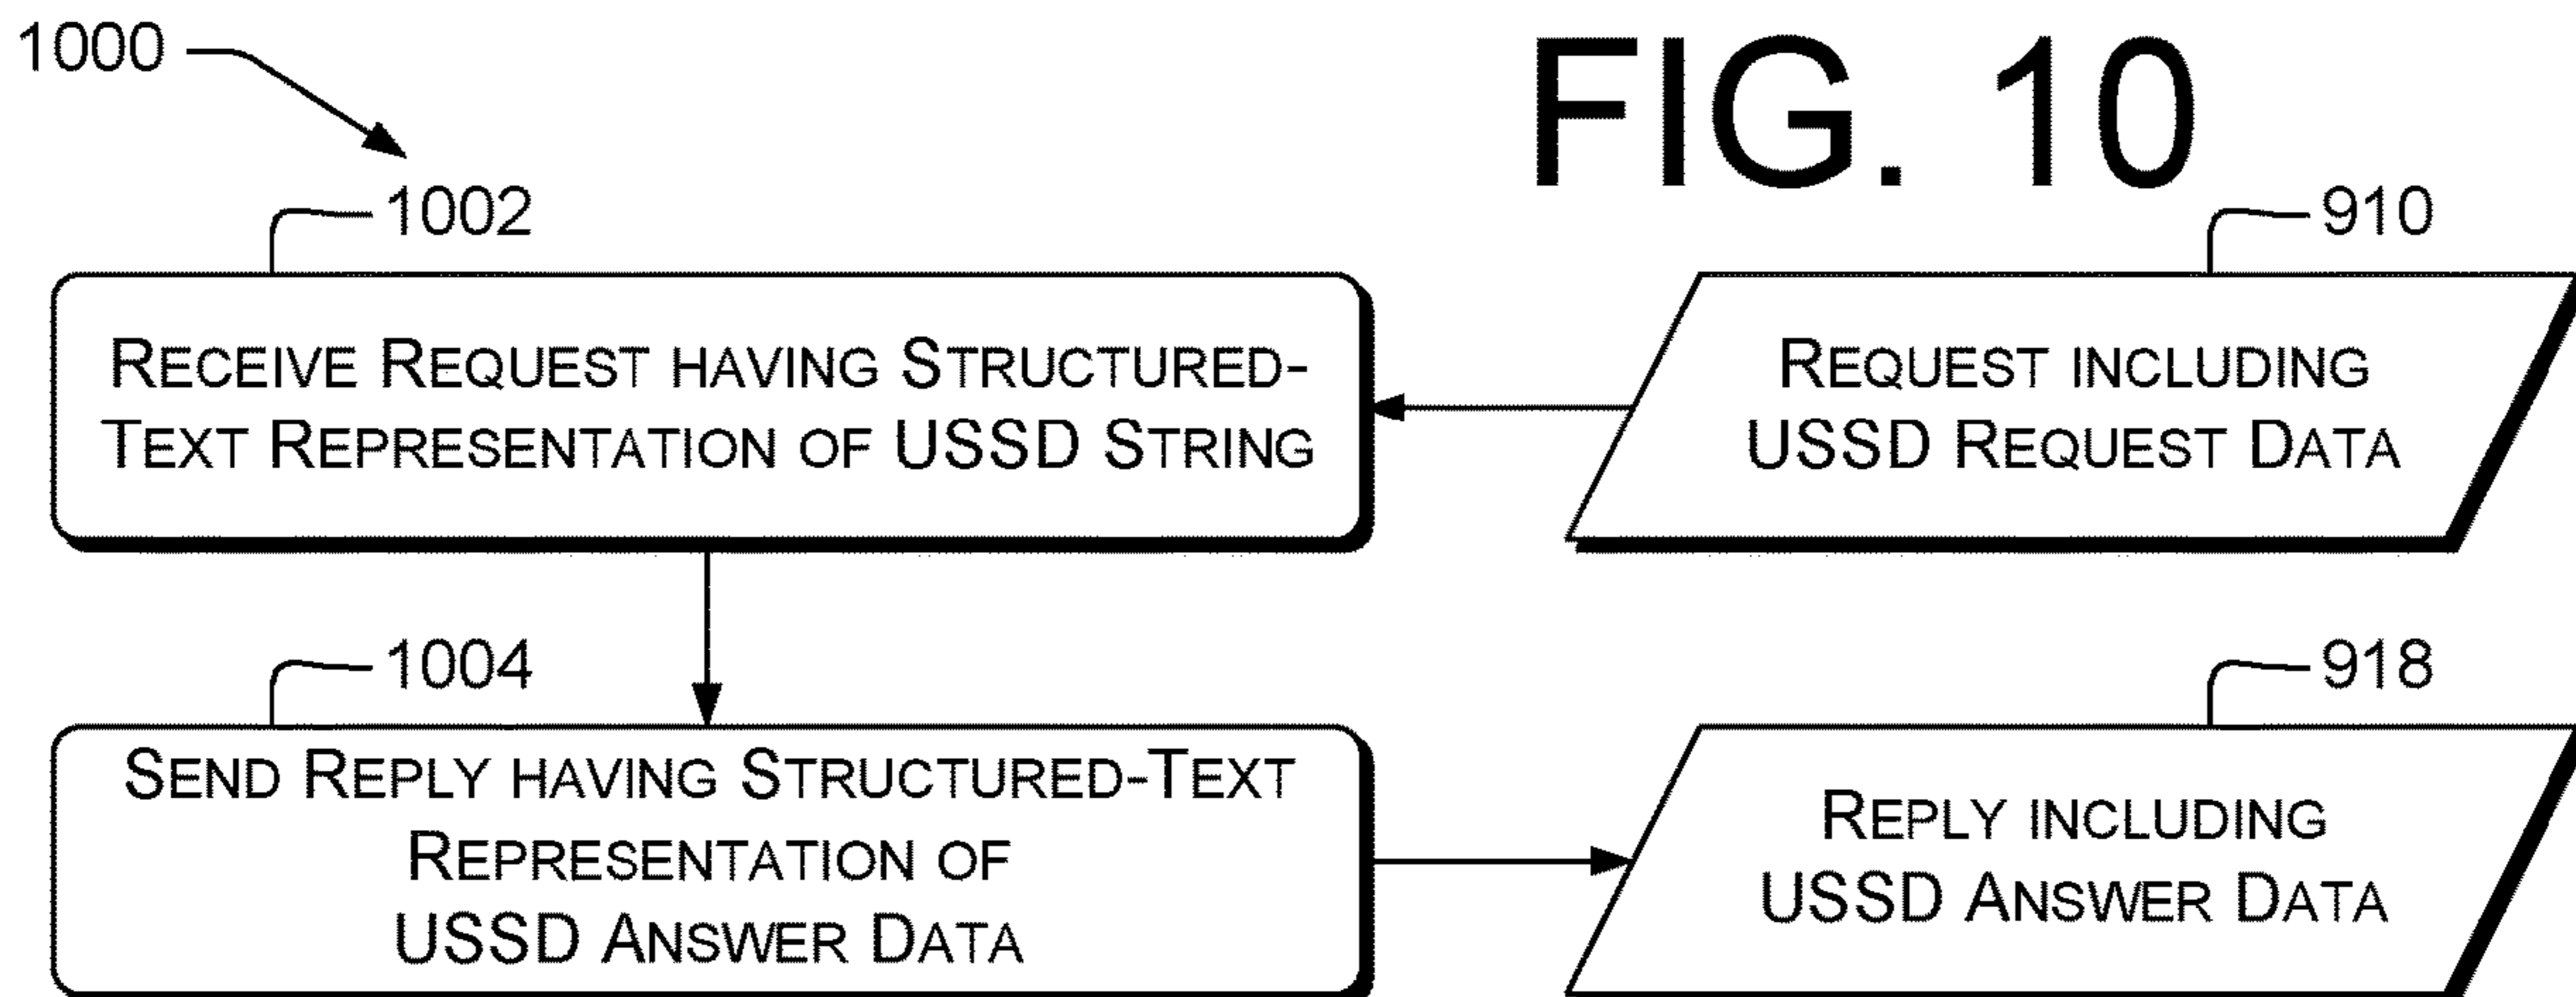 1000
FIG. 10
1002
910
RECEIVE REQUEST HAVING STRUCTURED-
TEXT REPRESENTATION OF USSD STRING
REQUEST INCLUDING
USSD REQUEST DATA
1004
918
SEND REPLY HAVING STRUCTURED-TEXT
REPRESENTATION OF
USSD ANSWER DATA
REPLY INCLUDING
USSD ANSWER DATA